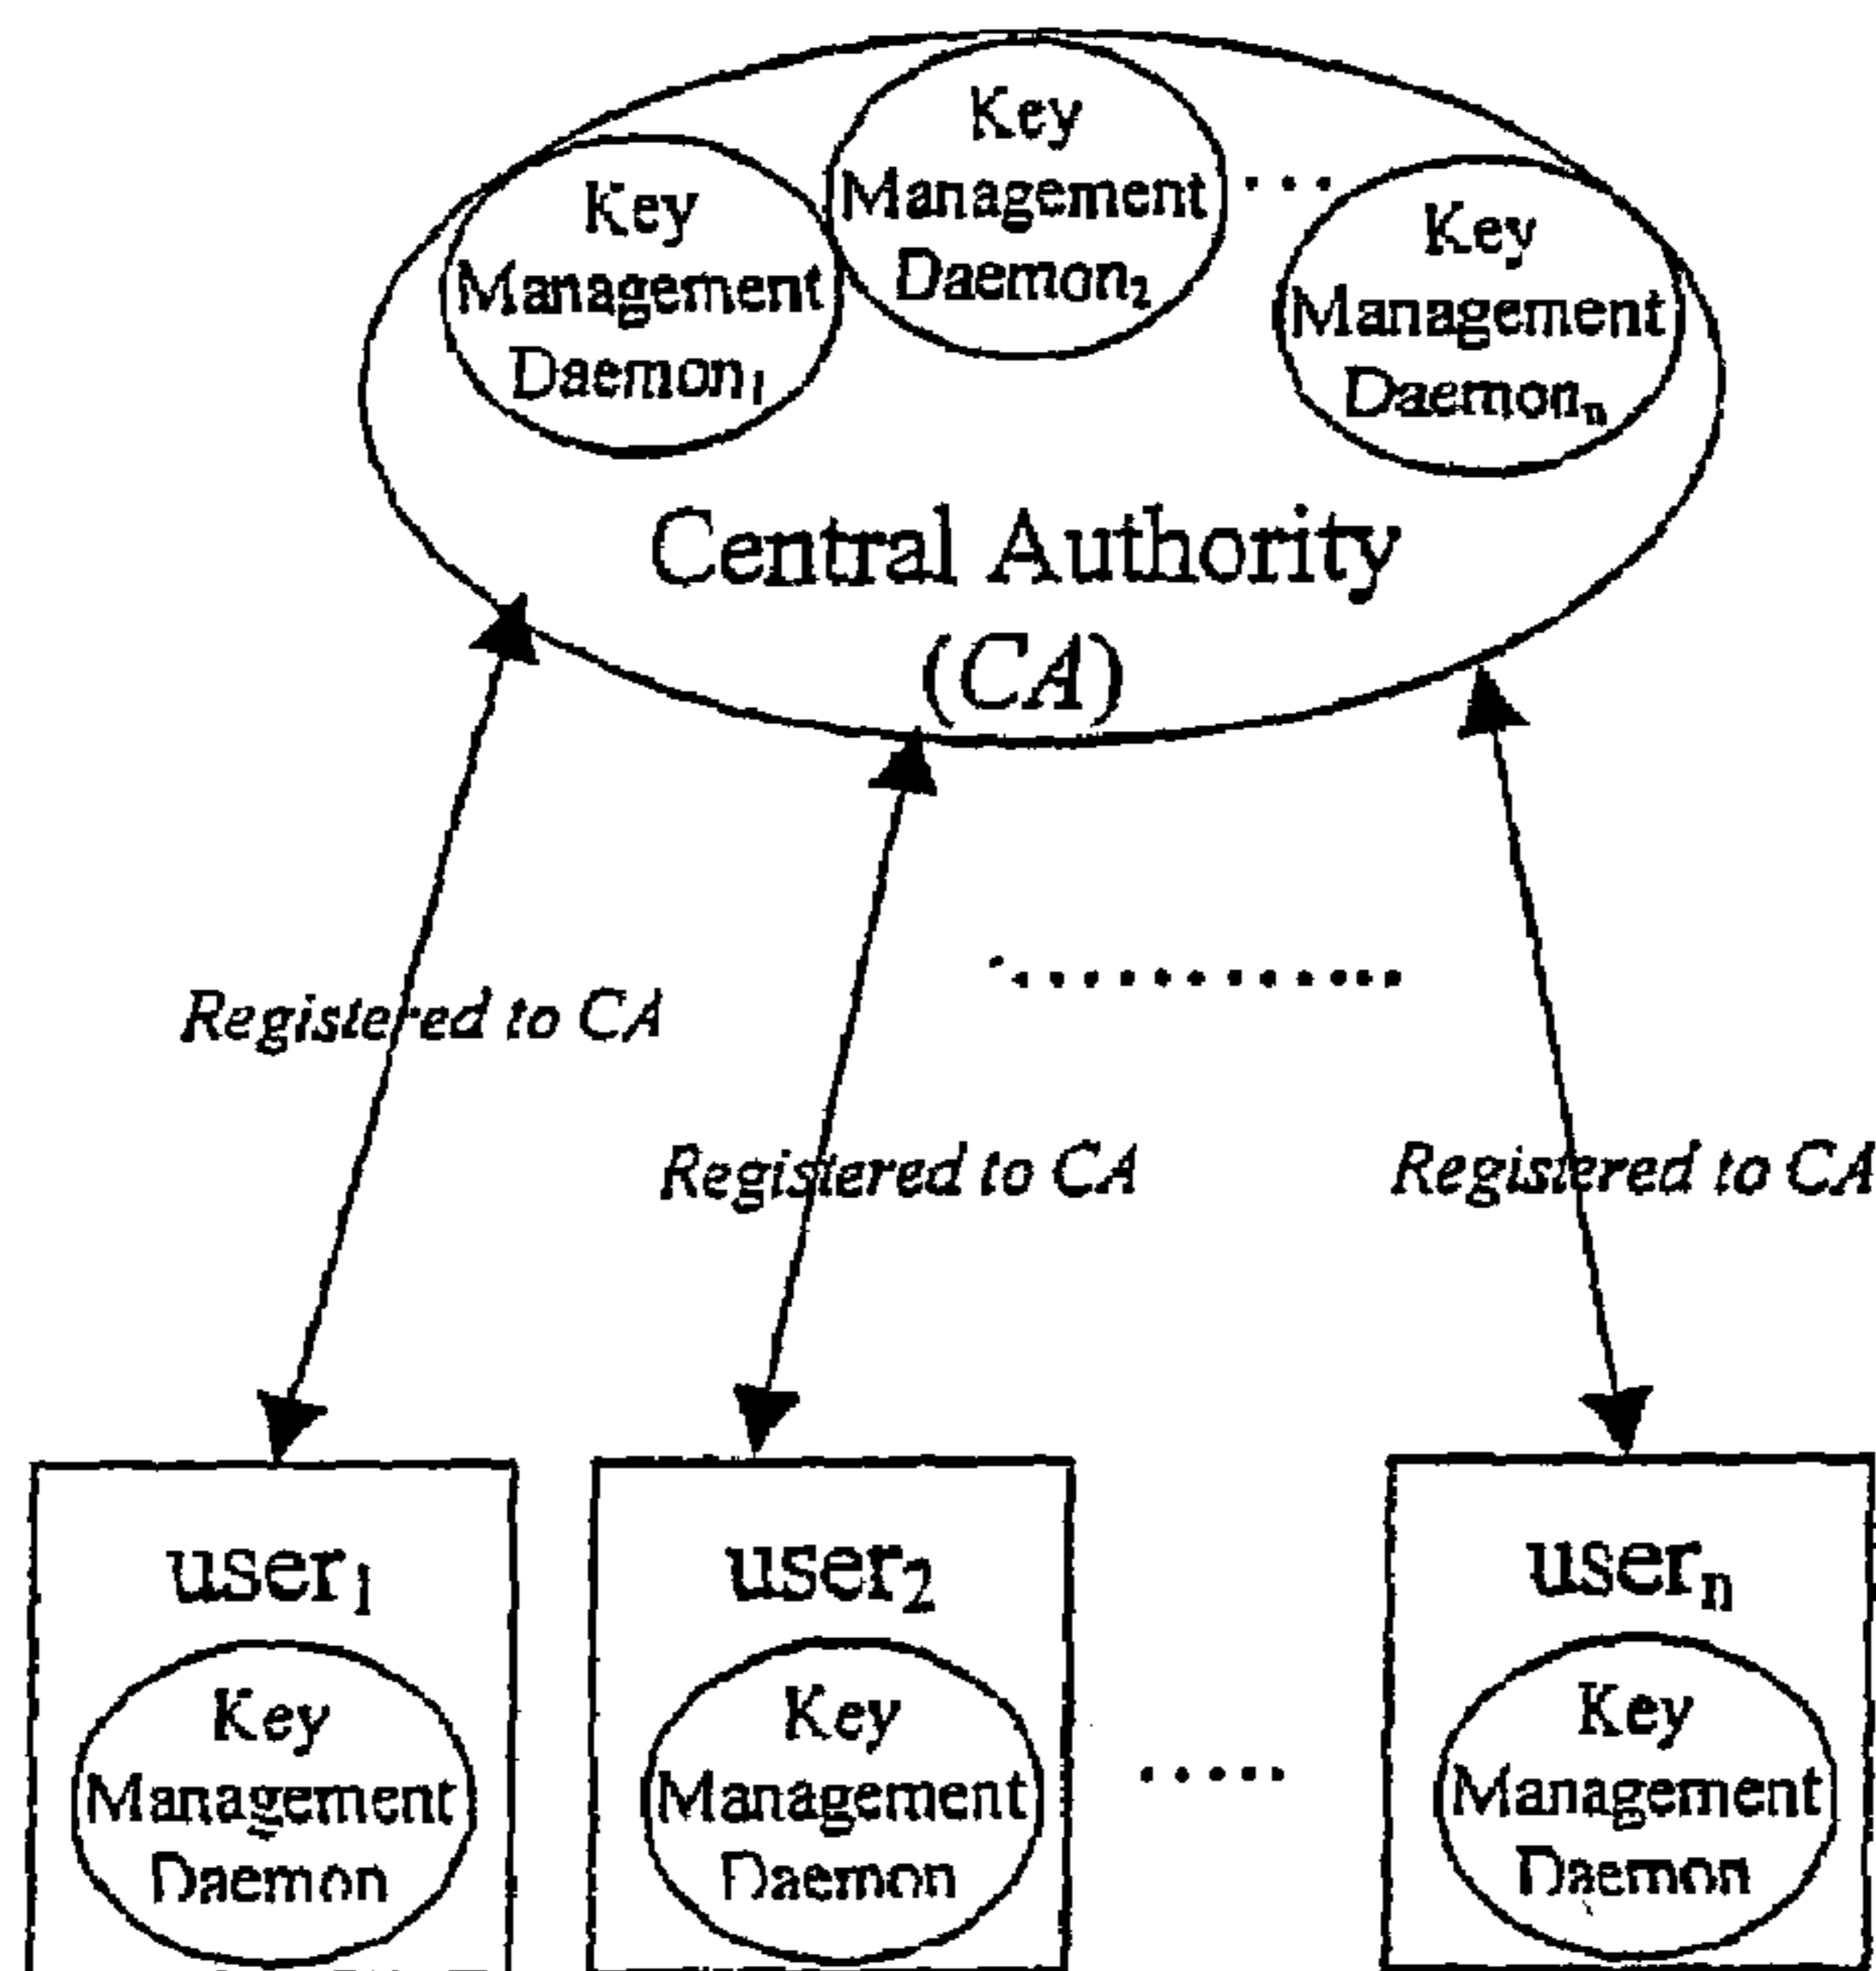 Key
Management
Daemon₁
Key
Management
Daemon₂
...
Key
Management
Daemonₙ
Central Authority
(CA)
Registered to CA
Registered to CA
Registered to CA
user₁
Key
Management
Daemon
user₂
Key
Management
Daemon
.....
userₙ
Key
Management
Daemon